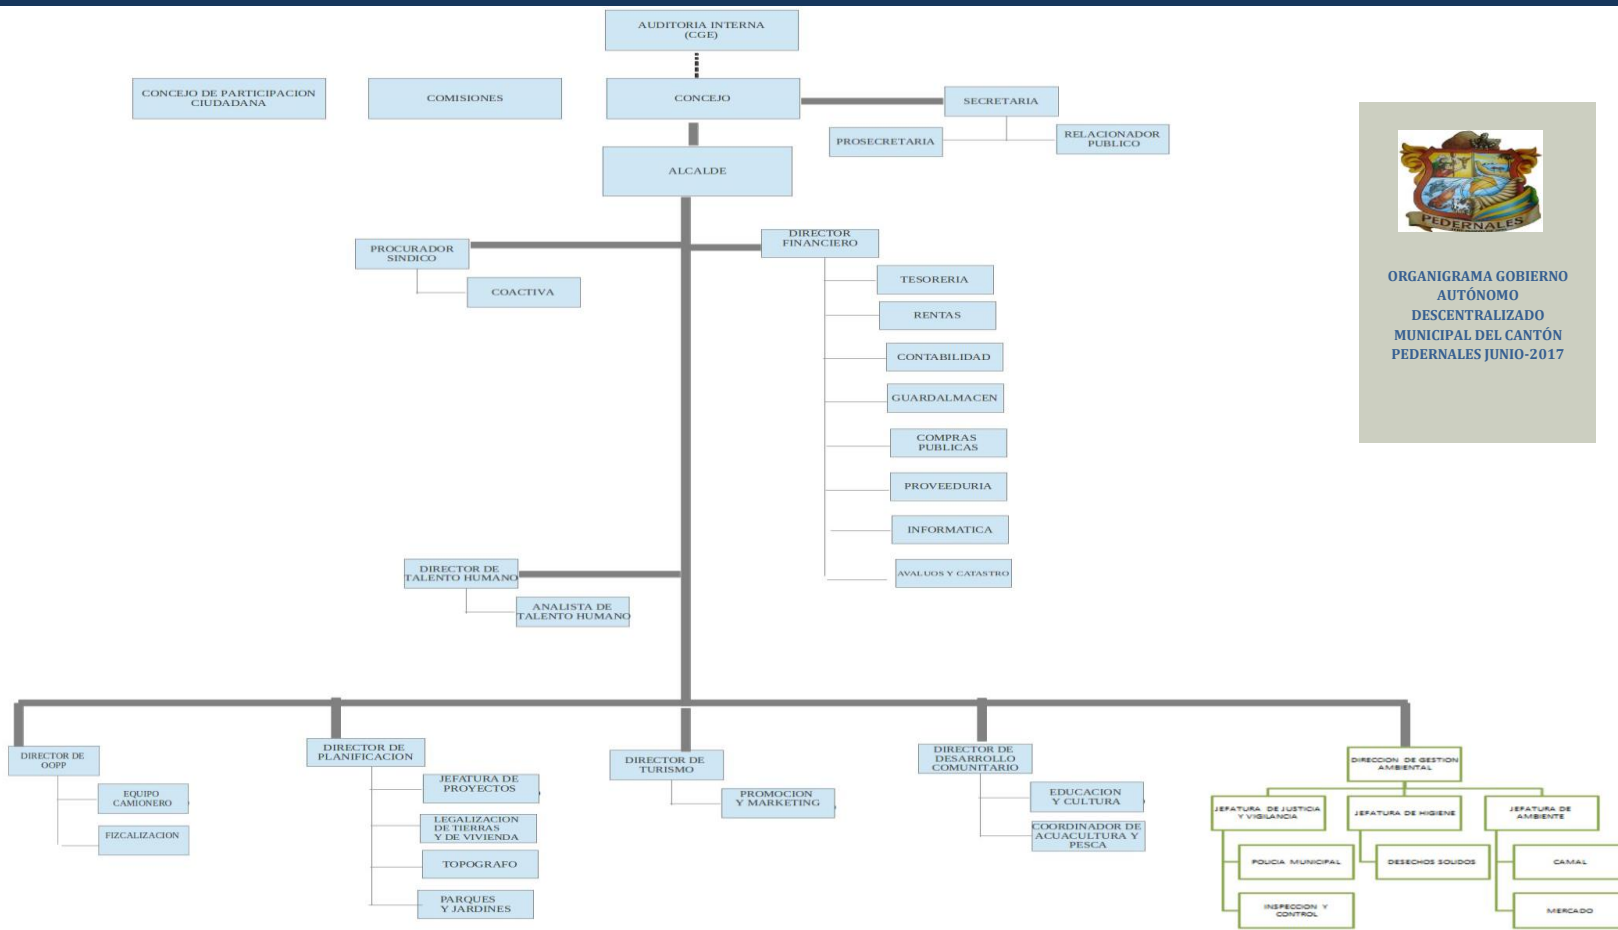 AUDITORIA INTERNA
(CGE)
CONCEJO DE PARTICIPACION
CIUDADANA
COMISIONES
CONCEJO
SECRETARIA
PROSECRETARIA
RELACIONADOR
PUBLICO
ALCALDE
PROCURADOR
SINDICO
COACTIVA
DIRECTOR
FINANCIERO
TESORERIA
RENTAS
CONTABILIDAD
GUARDALMACEN
COMPRAS
PUBLICAS
PROVEEDURIA
INFORMATICA
AVALUOS Y CATASTRO
DIRECTOR DE
TALENTO HUMANO
ANALISTA DE
TALENTO HUMANO
PEDERNALES
ORGANIGRAMA GOBIERNO
AUTÓNOMO
DESCENTRALIZADO
MUNICIPAL DEL CANTÓN
PEDERNALES JUNIO-2017
DIRECTOR DE
OOPP
EQUIPO
CAMIONERO
FIZCALIZACION
DIRECTOR DE
PLANIFICACION
JEFATURA DE
PROYECTOS
LEGALIZACION
DE TIERRAS
Y DE VIVIENDA
TOPOGRAFO
PARQUES
Y JARDINES
DIRECTOR DE
TURISMO
PROMOCION
Y MARKETING
DIRECTOR DE
DESARROLLO
COMUNITARIO
EDUCACION
Y CULTURA
COORDINADOR DE
ACUACULTURA Y
PESCA
DIRECCION DE GESTION
AMBIENTAL
JEFATURA DE JUSTICIA
Y VIGILANCIA
POLICIA MUNICIPAL
INSPECCION Y
CONTROL
JEFATURA DE HIGIENE
DESECHOS SOLIDOS
JEFATURA DE
AMBIENTE
CAMAL
MERCADO